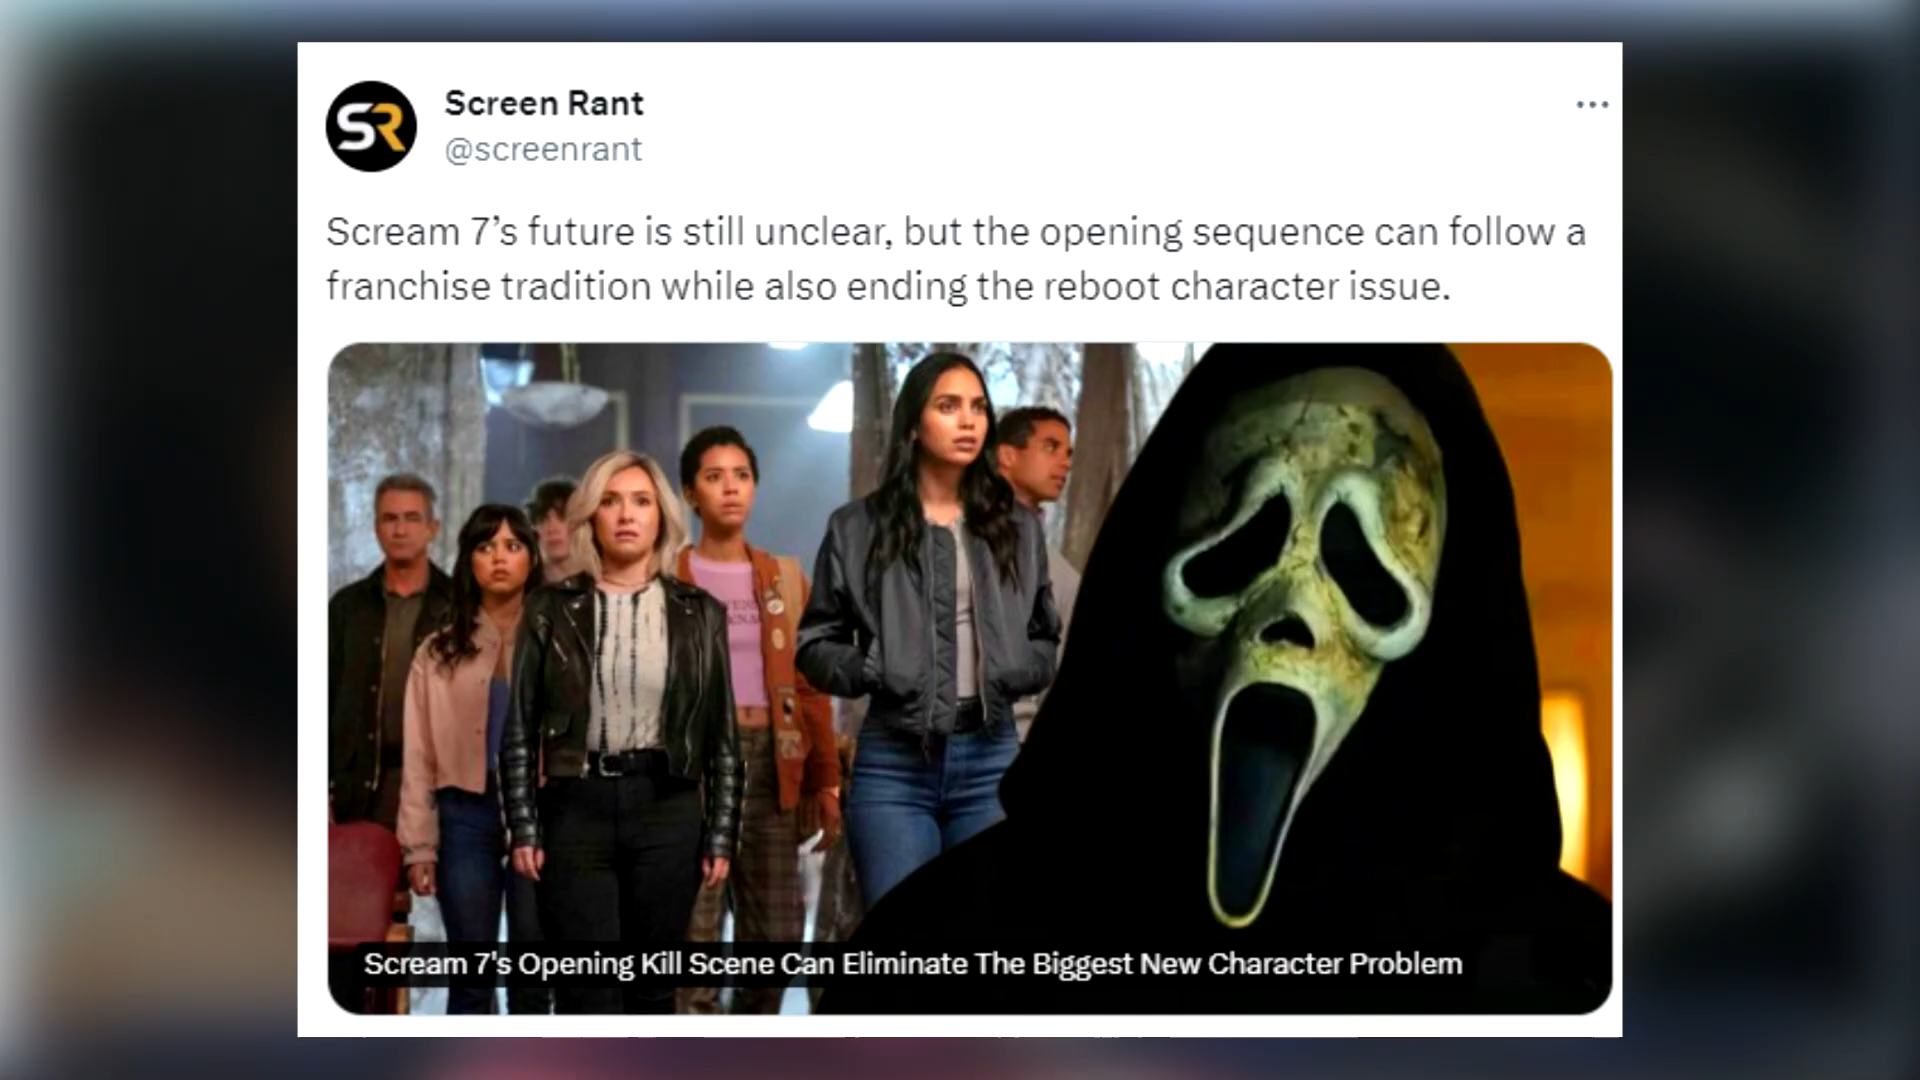 SR
Screen Rant
@screenrant
Scream 7’s future is still unclear, but the opening sequence can follow a
franchise tradition while also ending the reboot character issue.
Scream 7's Opening Kill Scene Can Eliminate The Biggest New Character Problem